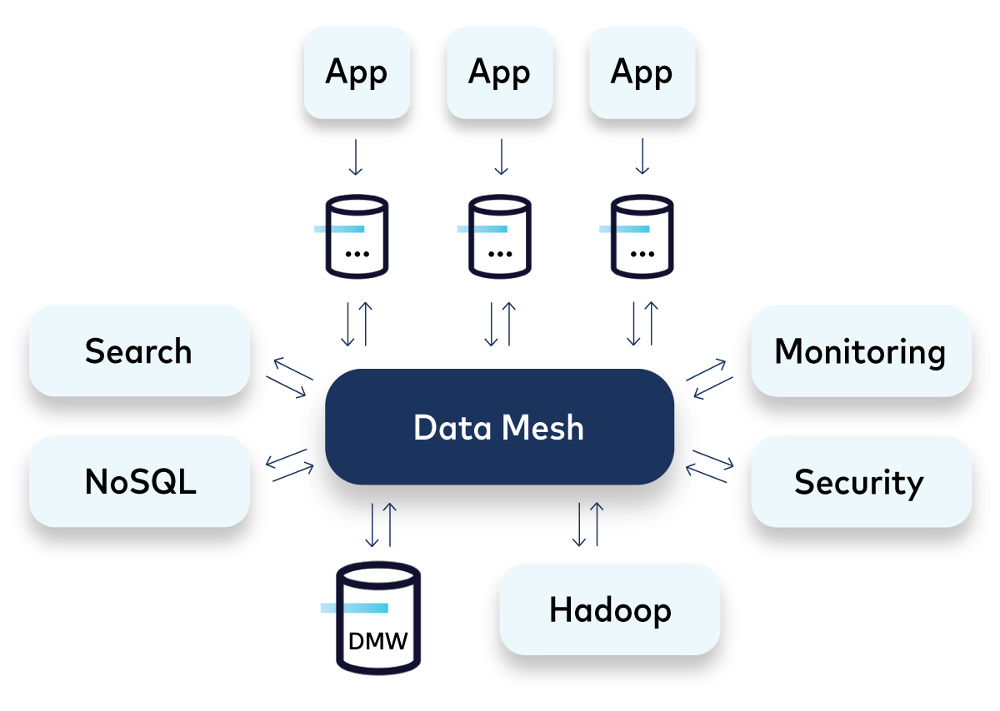 App
App
App
...
...
...
Search
Monitoring
Data Mesh
NoSQL
Security
DMW
Hadoop